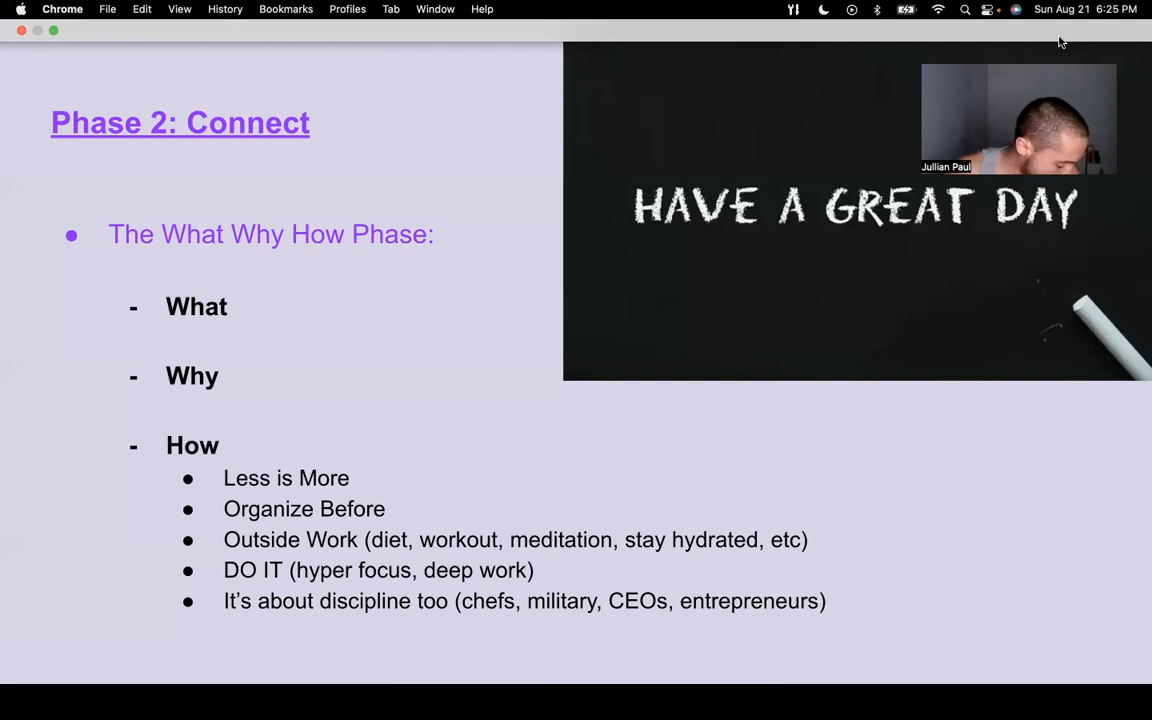 Chrome File Edit View History Bookmarks Profiles Tab Window Help Sun Aug 21 6:25 PM
Phase 2: Connect
Jullian Paul
HAVE A GREAT DAY
● The What Why How Phase:
- What
- Why
- How
● Less is More
● Organize Before
● Outside Work (diet, workout, meditation, stay hydrated, etc)
● DO IT (hyper focus, deep work)
● It’s about discipline too (chefs, military, CEOs, entrepreneurs)